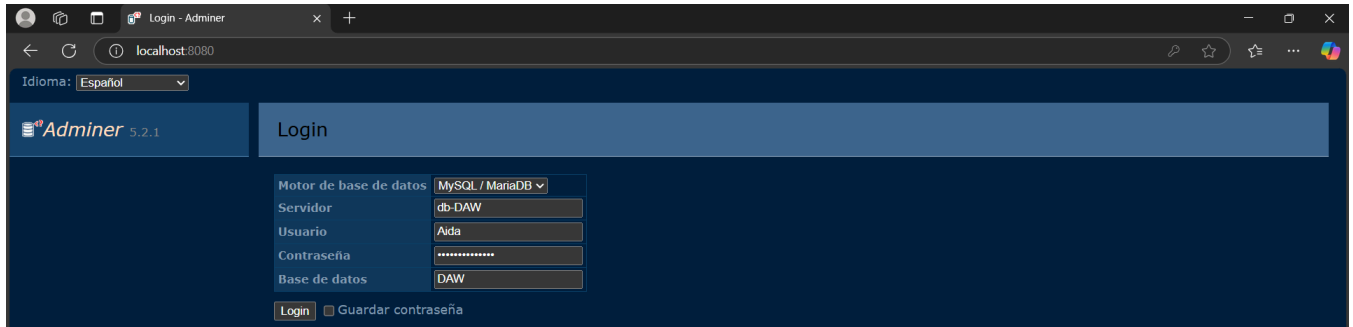 Login - Adminer
localhost:8080
Idioma: Español
Adminer 5.2.1
Login
Motor de base de datos MySQL / MariaDB
Servidor db-DAW
Usuario Aida
Contraseña ••••••••••••••
Base de datos DAW
Login Guardar contraseña